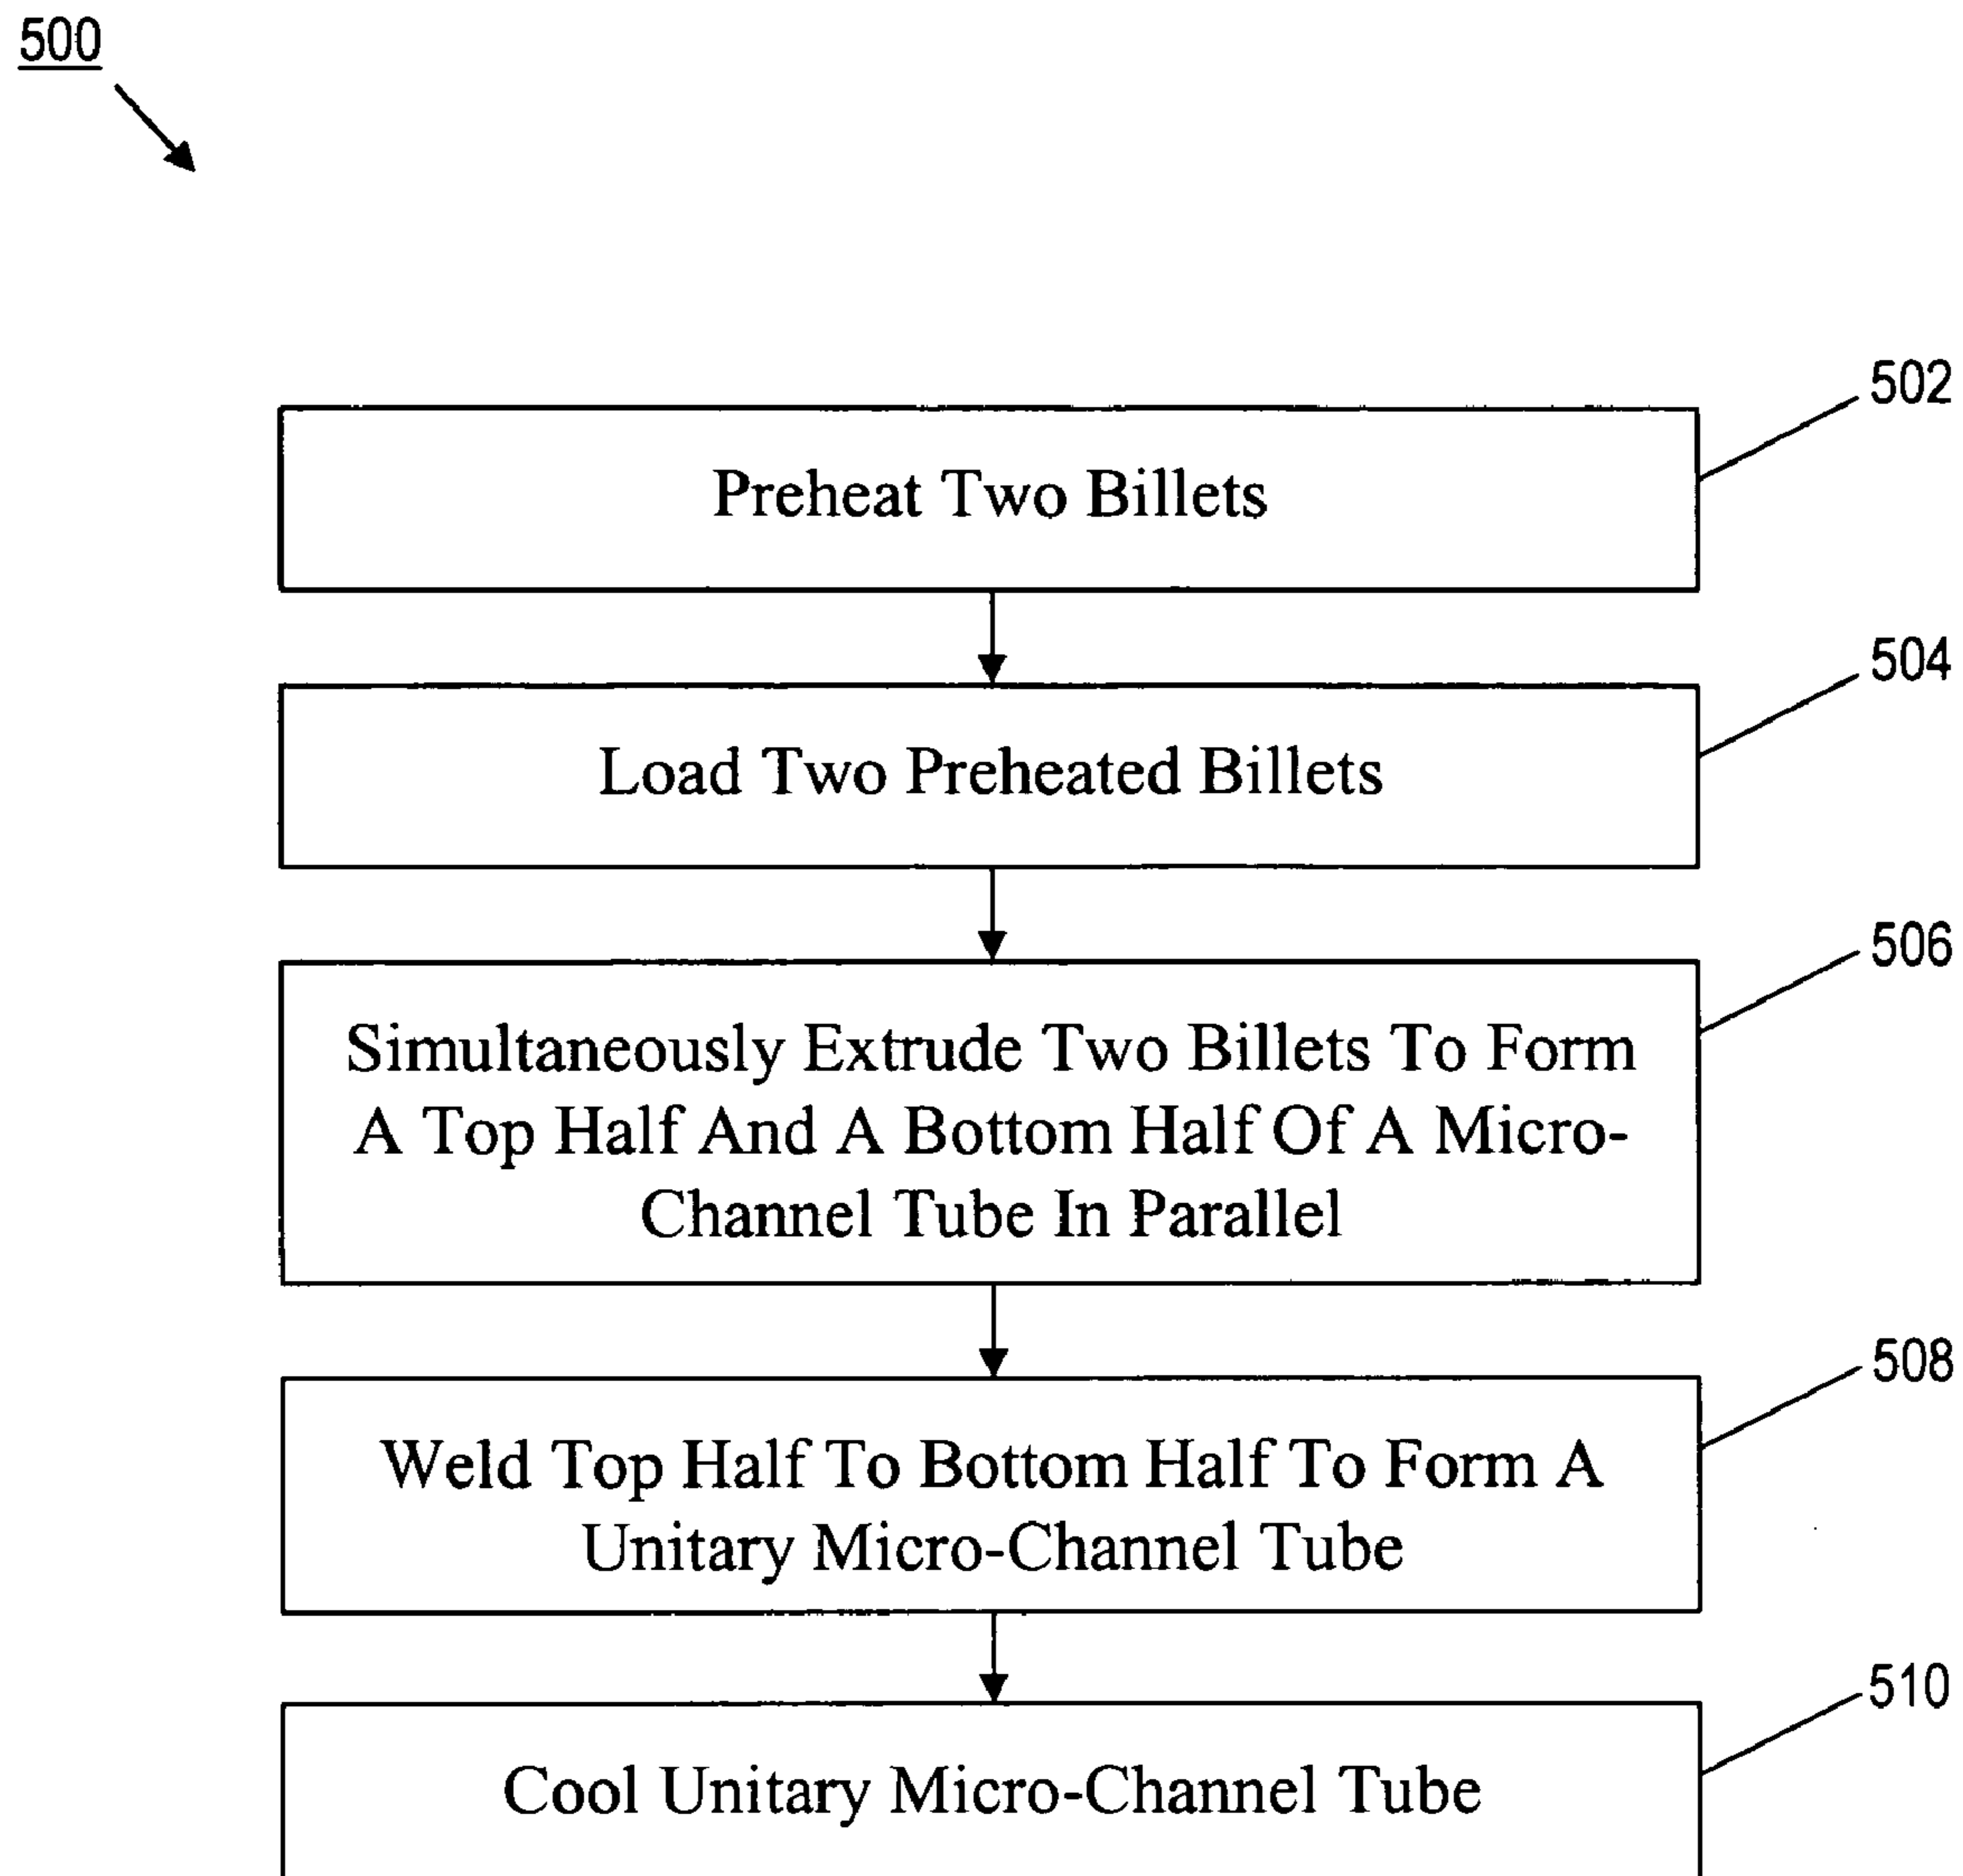 500
502
Preheat Two Billets
504
Load Two Preheated Billets
506
Simultaneously Extrude Two Billets To Form
A Top Half And A Bottom Half Of A Micro-
Channel Tube In Parallel
508
Weld Top Half To Bottom Half To Form A
Unitary Micro-Channel Tube
510
Cool Unitary Micro-Channel Tube